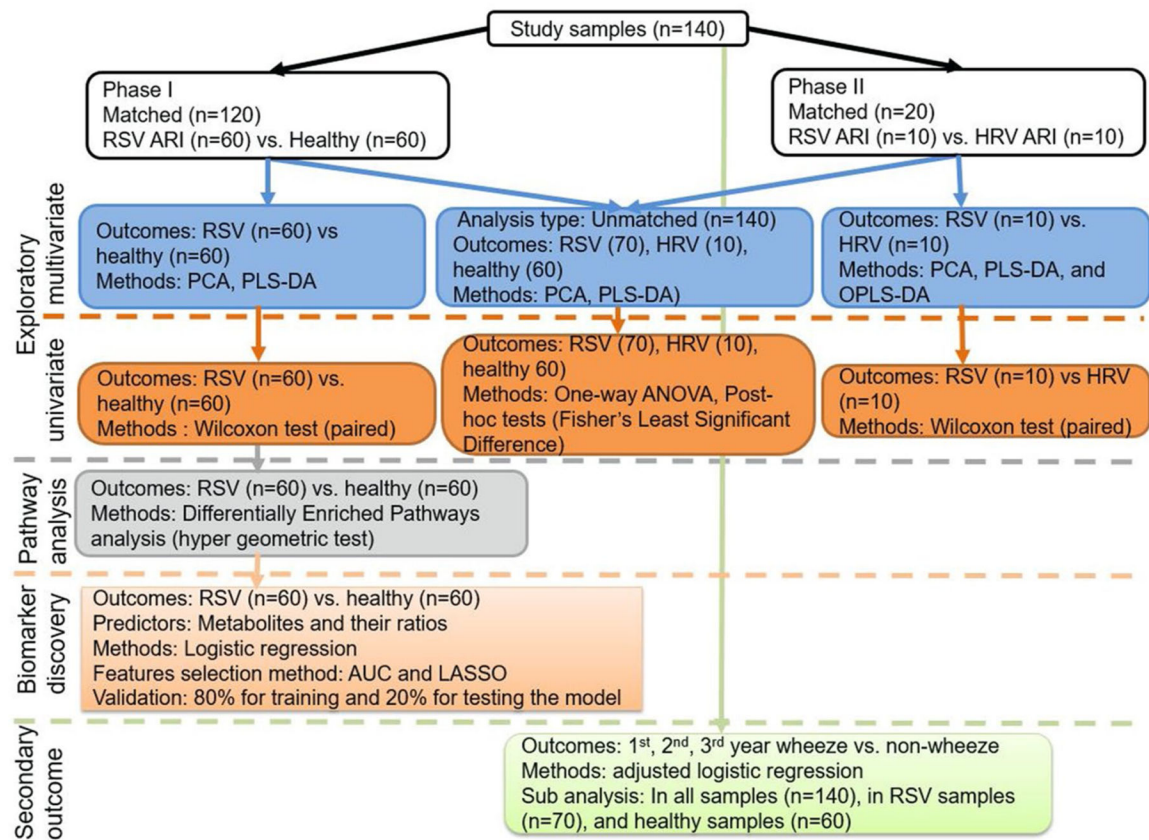 Study samples (n=140)
Phase I
Matched (n=120)
RSV ARI (n=60) vs. Healthy (n=60)
Phase II
Matched (n=20)
RSV ARI (n=10) vs. HRV ARI (n=10)
Exploratory
multivariate
Outcomes: RSV (n=60) vs
healthy (n=60)
Methods: PCA, PLS-DA
Analysis type: Unmatched (n=140)
Outcomes: RSV (70), HRV (10),
healthy (60)
Methods: PCA, PLS-DA)
Outcomes: RSV (n=10) vs.
HRV (n=10)
Methods: PCA, PLS-DA, and
OPLS-DA
univariate
Outcomes: RSV (n=60) vs.
healthy (n=60)
Methods : Wilcoxon test (paired)
Outcomes: RSV (70), HRV (10),
healthy 60)
Methods: One-way ANOVA, Post-
hoc tests (Fisher's Least Significant
Difference)
Outcomes: RSV (n=10) vs HRV
(n=10)
Methods: Wilcoxon test (paired)
Pathway
analysis
Outcomes: RSV (n=60) vs. healthy (n=60)
Methods: Differentially Enriched Pathways
analysis (hyper geometric test)
Biomarker
discovery
Outcomes: RSV (n=60) vs. healthy (n=60)
Predictors: Metabolites and their ratios
Methods: Logistic regression
Features selection method: AUC and LASSO
Validation: 80% for training and 20% for testing the model
Secondary
outcome
Outcomes: 1st, 2nd, 3rd year wheeze vs. non-wheeze
Methods: adjusted logistic regression
Sub analysis: In all samples (n=140), in RSV samples
(n=70), and healthy samples (n=60)